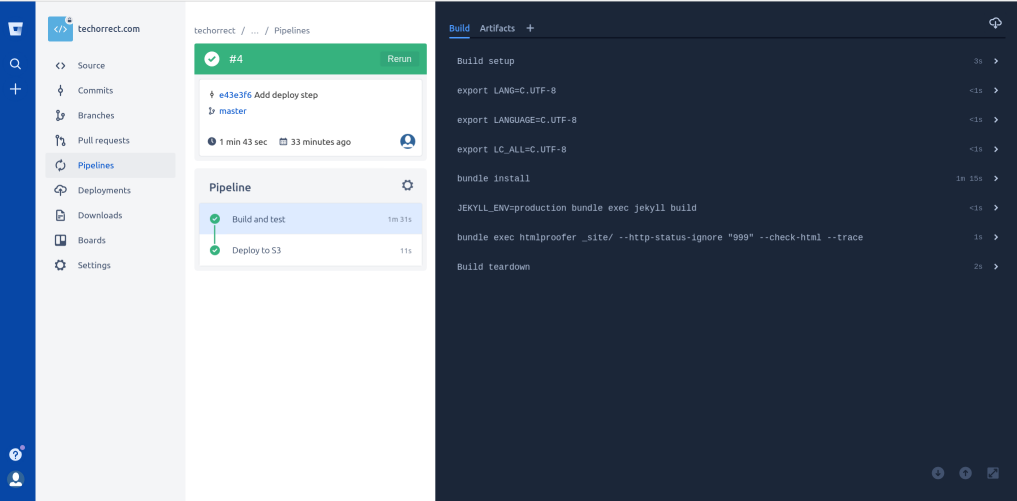 techorrect.com
Source
Commits
Branches
Pull requests
Pipelines
Deployments
Downloads
Boards
Settings
techorrect / ... / Pipelines
#4 Rerun
e43e3f6 Add deploy step
master
1 min 43 sec 33 minutes ago
Pipeline
Build and test 1m 31s
Deploy to S3 11s
Build Artifacts +
Build setup 3s
export LANG=C.UTF-8 <1s
export LANGUAGE=C.UTF-8 <1s
export LC_ALL=C.UTF-8 <1s
bundle install 1m 15s
JEKYLL_ENV=production bundle exec jekyll build <1s
bundle exec htmlproofer _site/ --http-status-ignore "999" --check-html --trace 1s
Build teardown 2s